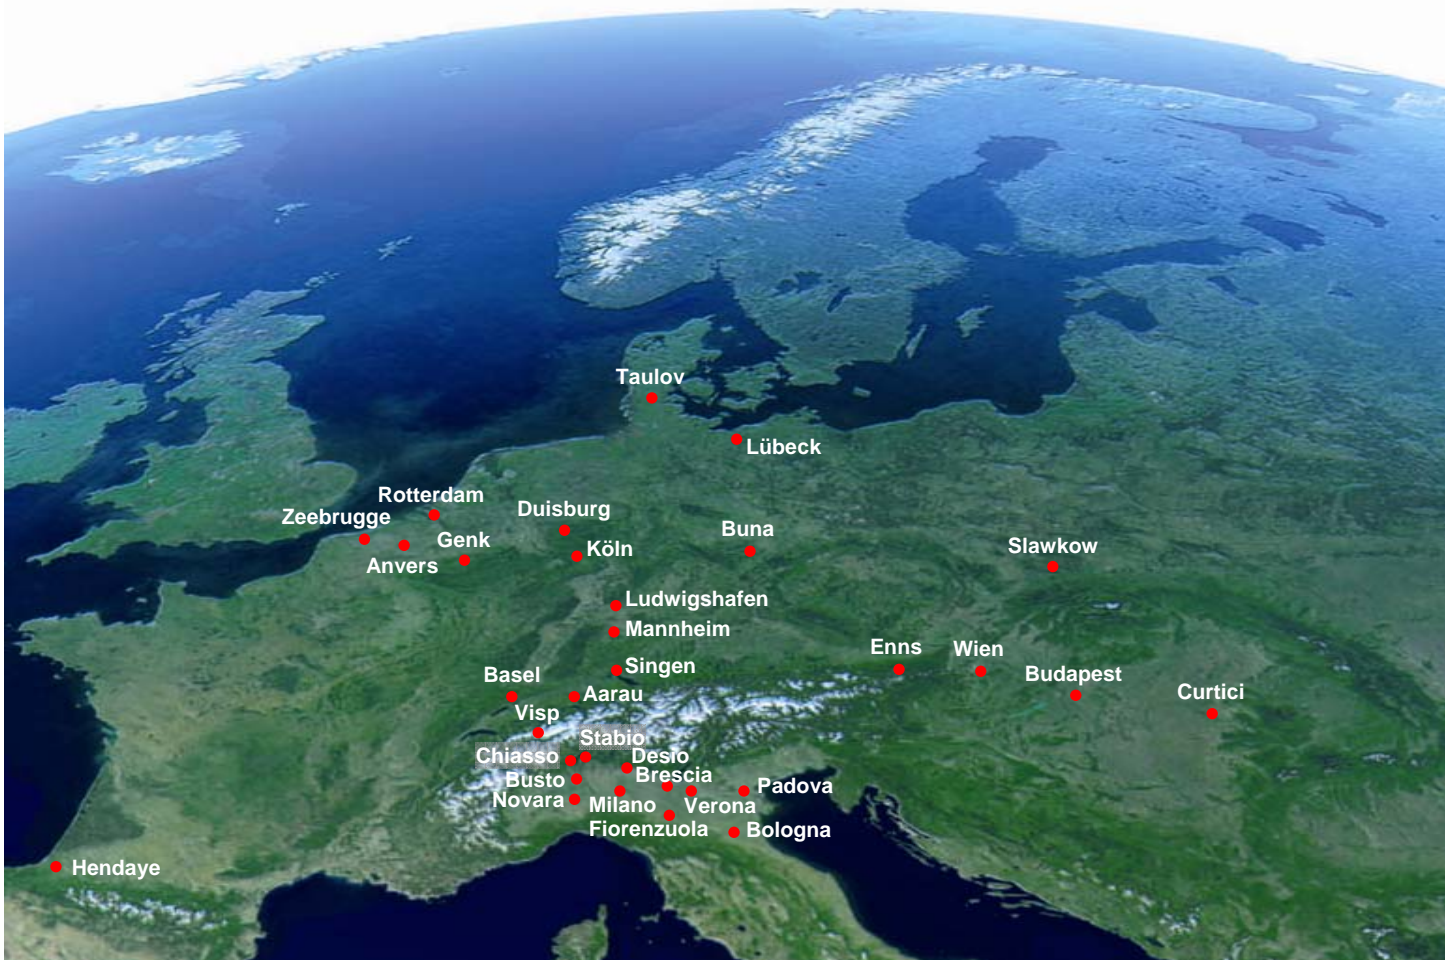 Taulov
Lübeck
Rotterdam
Zeebrugge
Duisburg
Genk
Buna
Köln
Slawkow
Anvers
Ludwigshafen
Mannheim
Enns
Wien
Singen
Basel
Budapest
Aarau
Curtici
Visp
Stabio
Chiasso
Desio
Brescia
Busto
Padova
Novara
Milano
Verona
Fiorenzuola
Bologna
Hendaye